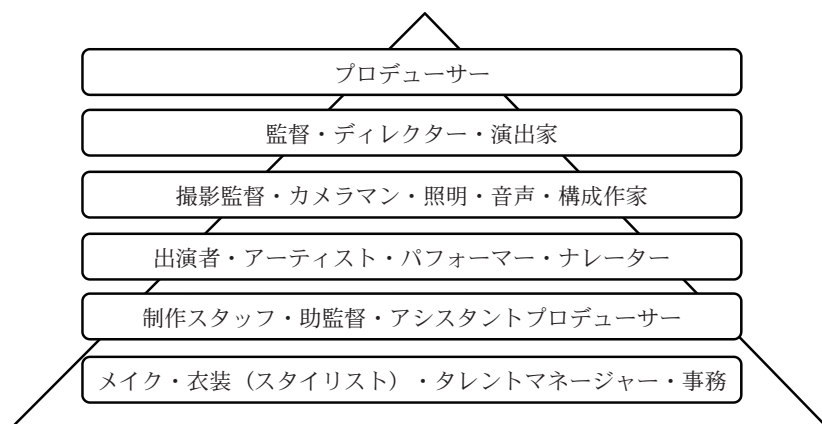 プロデューサー
監督・ディレクター・演出家
撮影監督・カメラマン・照明・音声・構成作家
出演者・アーティスト・パフォーマー・ナレーター
制作スタッフ・助監督・アシスタントプロデューサー
メイク・衣装（スタイリスト）・タレントマネージャー・事務